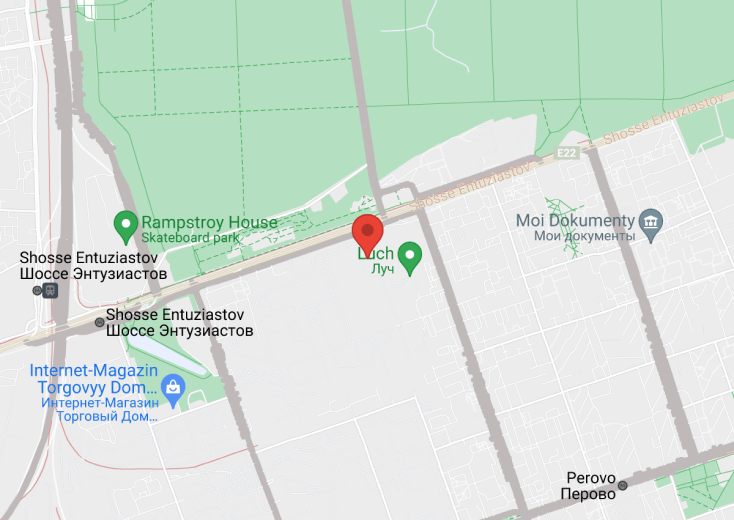 Shosse Entuziastov
E22
Shosse Entuziastov
Rampstroy House
Skateboard park
Moi Dokumenty
Мои документы
Luch
Луч
Shosse Entuziastov
Шоссе Энтузиастов
Shosse Entuziastov
Шоссе Энтузиастов
Internet-Magazin
Torgovyy Dom...
Интернет-Магазин
Торговый Дом...
Perovo
Перово